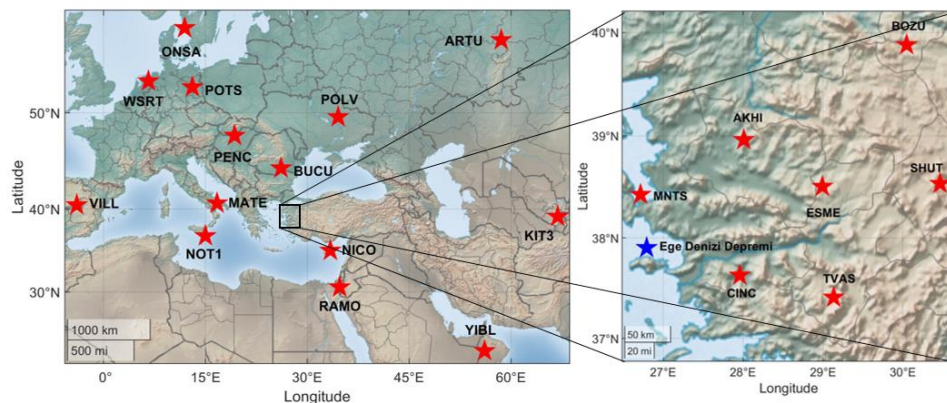 ONSA
ARTU
WSRT
POTS
POLV
PENC
BUCU
VILL
MATE
KIT3
NOT1
NICO
RAMO
YIBL
50°N
40°N
30°N
Latitude
1000 km
500 mi
0°
15°E
30°E
45°E
60°E
Longitude
BOZU
AKHI
SHUT
MNTS
ESME
Ege Denizi Depremi
CINC
TVAS
40°N
39°N
38°N
37°N
Latitude
50 km
20 mi
27°E
28°E
29°E
30°E
Longitude